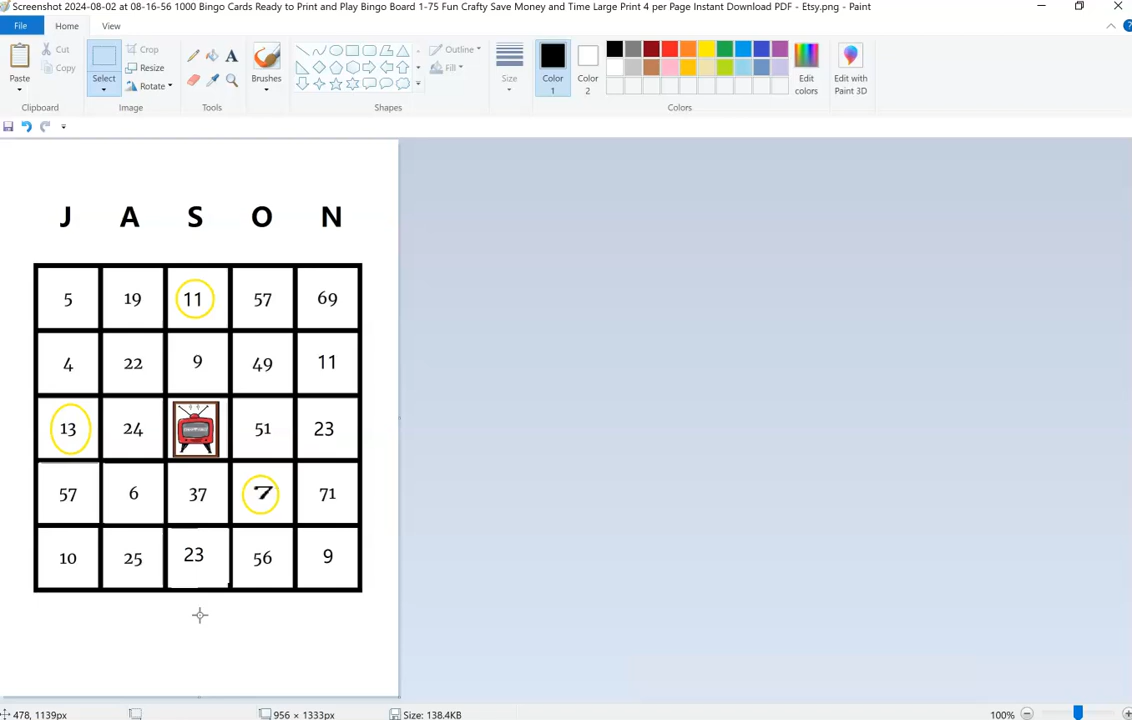 Screenshot 2024-08-02 at 08-16-56 1000 Bingo Cards Ready to Print and Play Bingo Board 1-75 Fun Crafty Save Money and Time Large Print 4 per Page Instant Download PDF - Etsy.png - Paint
File Home View
Paste
Cut
Copy
Clipboard
Select
Crop
Resize
Rotate
Image
Tools
Brushes
Shapes
Outline
Fill
Size
Color 1
Color 2
Colors
Edit colors
Edit with Paint 3D
J A S O N
5 19 11 57 69
4 22 9 49 11
13 24 51 23
57 6 37 7 71
10 25 23 56 9
478, 1139px 956 × 1333px Size: 138.4KB 100%